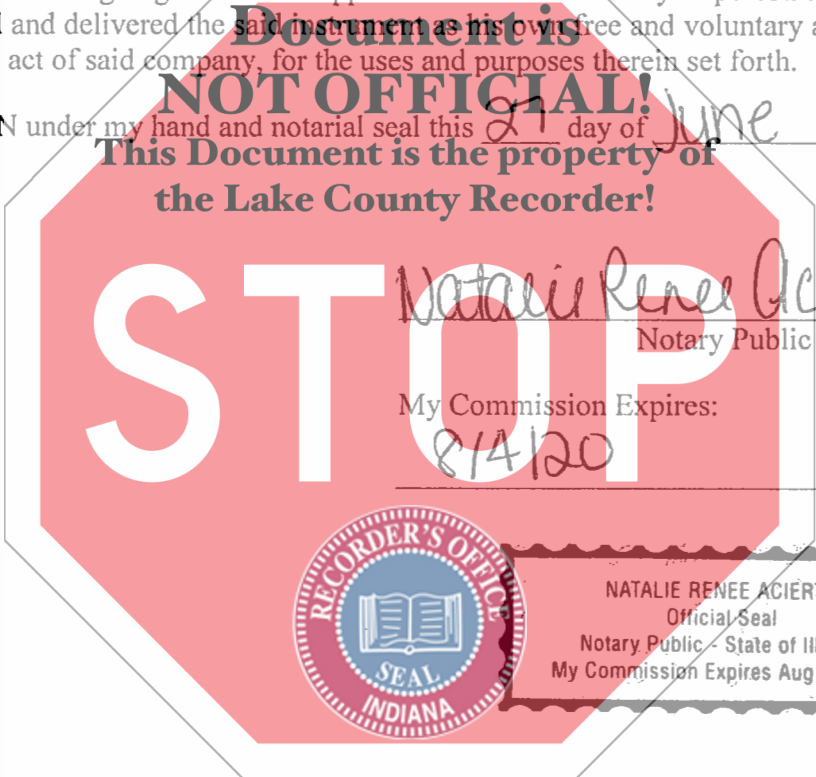 Document is
and delivered the said instrument as his own free and voluntary
act of said company, for the uses and purposes therein set forth.
NOT OFFICIAL!
N under my hand and notarial seal this 27 day of June
This Document is the property of
the Lake County Recorder!
STOP
Natalie Renee Ac
Notary Public
My Commission Expires:
8/4/20
RECORDER'S OFFICE
SEAL
INDIANA
NATALIE RENEE ACIER
Official Seal
Notary Public - State of Il
My Commission Expires Aug